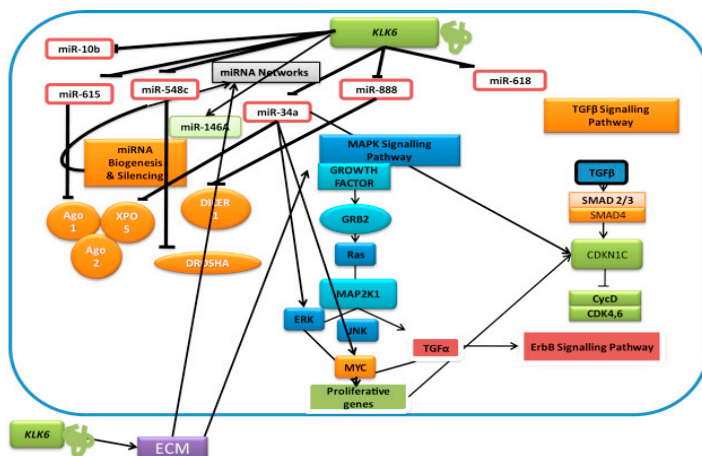 KLK6
miR-10b
miRNA Networks
miR-618
miR-615
miR-548c
miR-888
miR-34a
miR-146A
TGFβ Signalling
Pathway
miRNA
Biogenesis
& Silencing
MAPK Signalling
Pathway
GROWTH
FACTOR
TGFβ
Ago
1
XPO
5
DICER
1
Ago
2
GRB2
SMAD 2/3
SMAD4
Ras
CDKN1C
DROSHA
MAP2K1
CycD
CDK4,6
ERK
JNK
TGFα
ErbB Signalling Pathway
MYC
Proliferative
genes
KLK6
ECM